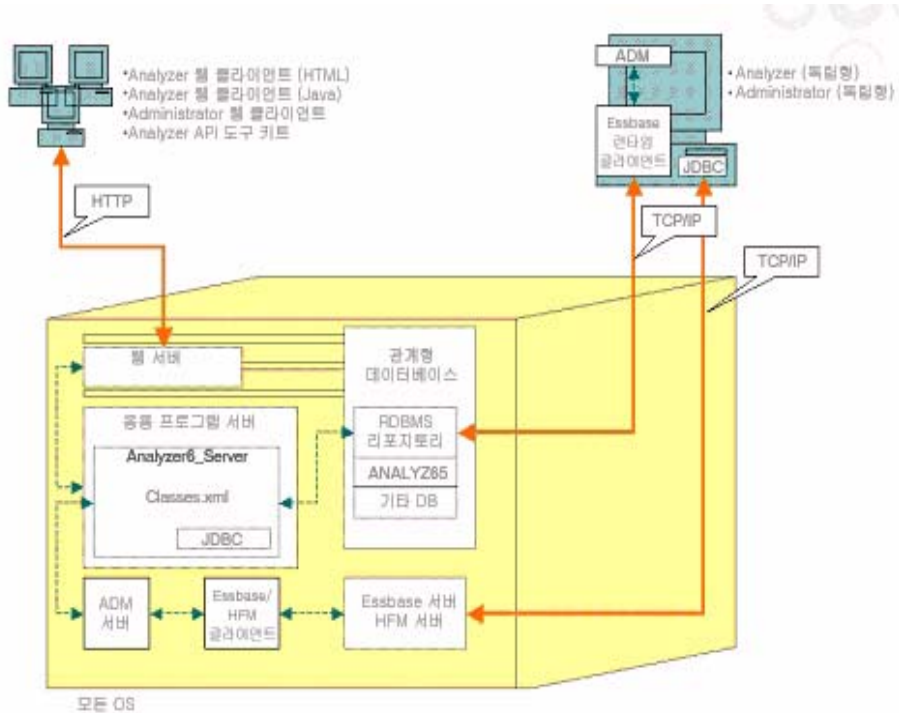 •Analyzer 웹 클라이언트 (HTML)
•Analyzer 웹 클라이언트 (Java)
•Administrator 웹 클라이언트
•Analyzer API 도구 키트
ADM
Essbase
런타임
클라이언트
JDBC
• Analyzer (독립형)
• Administrator (독립형)
HTTP
TCP/IP
TCP/IP
웹 서버
관계형
데이터베이스
응용 프로그램 서버
Analyzer6_Server
Classes.xml
JDBC
RDBMS
리포지토리
ANALYZ65
기타 DB
ADM
서버
Essbase/
HFM
클라이언트
Essbase 서버
HFM 서버
모든 OS